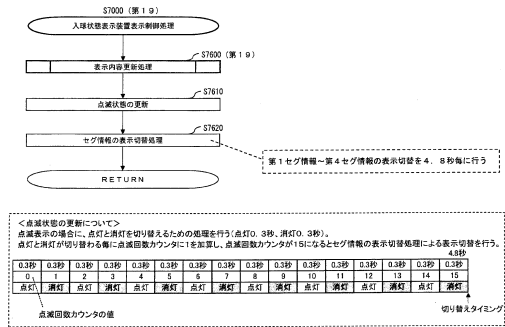 S7000（第１９）
入球状態表示装置表示制御処理
S7600（第１９）
表示内容更新処理
S7610
点滅状態の更新
S7620
セグ情報の表示切替処理
第１セグ情報～第４セグ情報の表示切替を４．８秒毎に行う
ＲＥＴＵＲＮ
＜点滅状態の更新について＞
点滅表示の場合に、点灯と消灯を切り替えるための処理を行う（点灯0.3秒、消灯0.3秒）。
点灯と消灯が切り替わる毎に点滅回数カウンタに1を加算し、点滅回数カウンタが15になるとセグ情報の表示切替処理による表示切替を行う。
4.8秒
0.3秒 0.3秒 0.3秒 0.3秒 0.3秒 0.3秒 0.3秒 0.3秒 0.3秒 0.3秒 0.3秒 0.3秒 0.3秒 0.3秒 0.3秒 0.3秒
0 1 2 3 4 5 6 7 8 9 10 11 12 13 14 15
点灯 消灯 点灯 消灯 点灯 消灯 点灯 消灯 点灯 消灯 点灯 消灯 点灯 消灯 点灯 消灯
点滅回数カウンタの値
切り替えタイミング